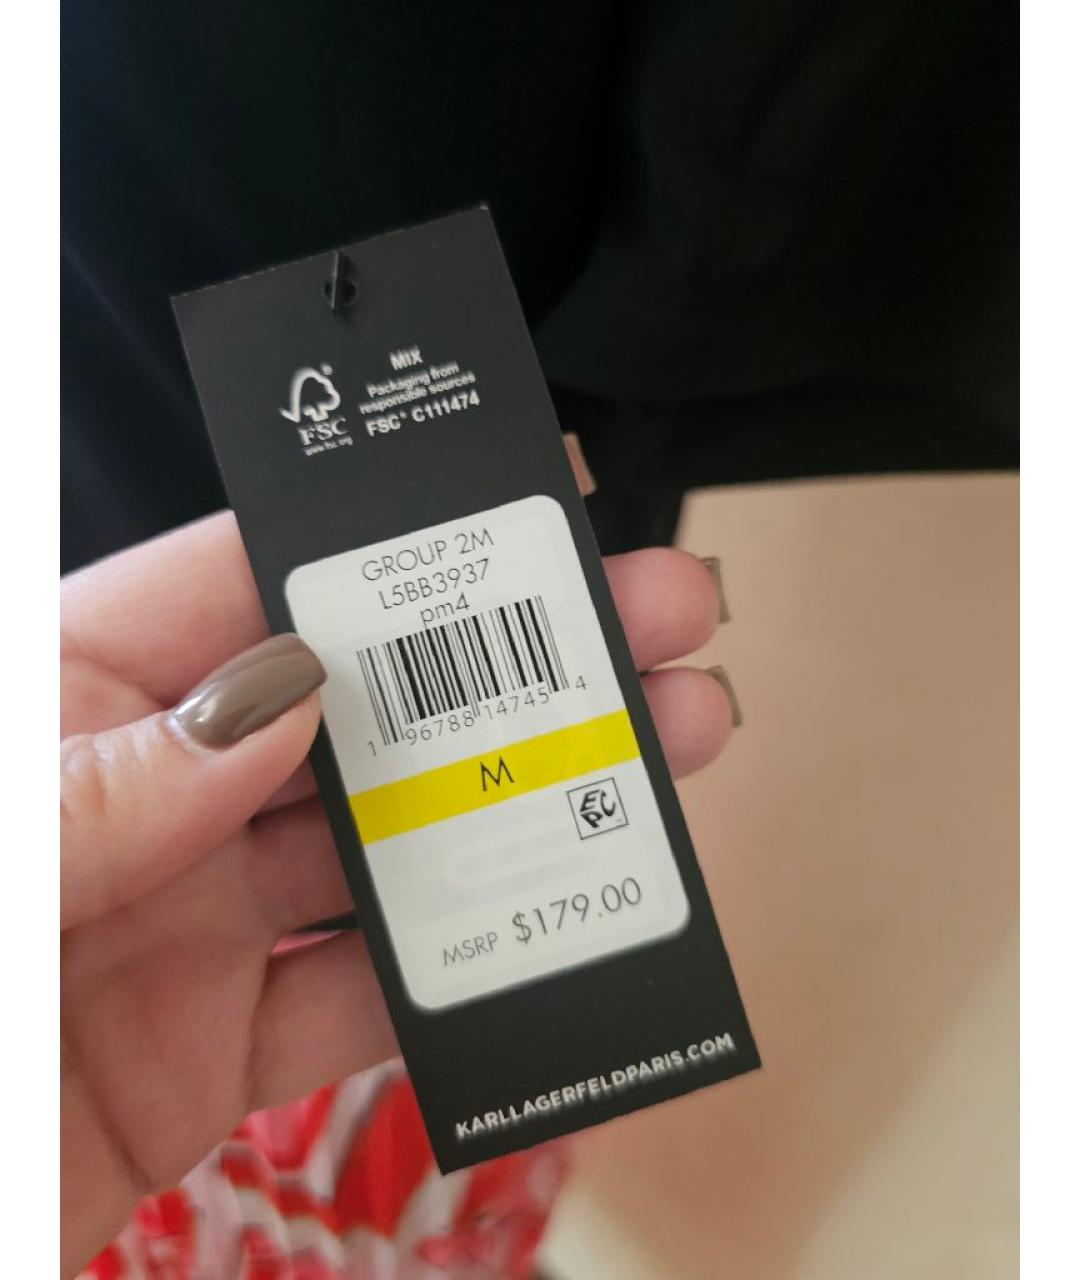 MIX
Packaging from
responsible sources
FSC® C111474
FSC®
www.fsc.org
GROUP 2M
L5BB3937
pm4
1 96788 14745 4
M
EPC
MSRP $179.00
KARLLAGERFELDPARIS.COM